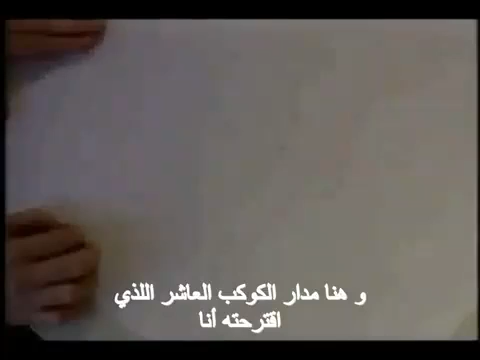 و هنا مدار الكوكب العاشر اللذي
اقترحته أنا